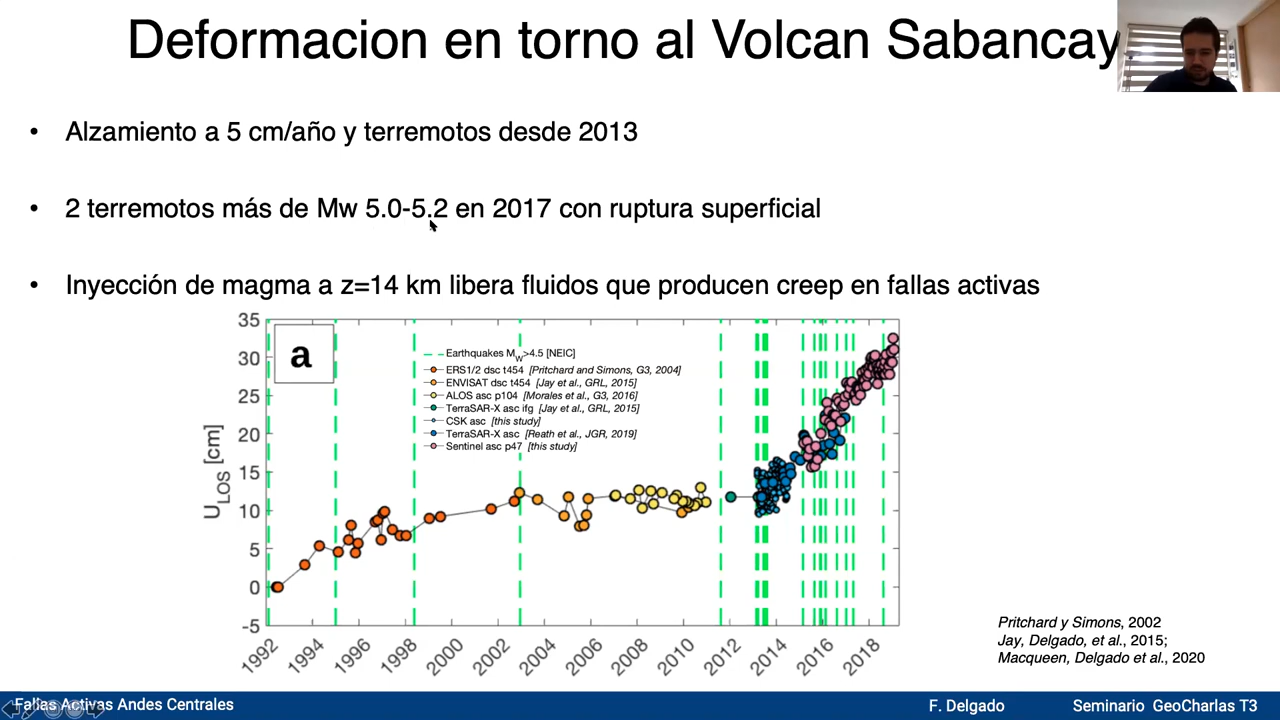 Deformacion en torno al Volcan Sabancay
• Alzamiento a 5 cm/año y terremotos desde 2013
• 2 terremotos más de Mw 5.0-5.2 en 2017 con ruptura superficial
• Inyección de magma a z=14 km libera fluidos que producen creep en fallas activas
a
Earthquakes Mw>4.5 [NEIC]
ERS1/2 dsc t454 [Pritchard and Simons, G3, 2004]
ENVISAT dsc t454 [Jay et al., GRL, 2015]
ALOS asc p104 [Morales et al., G3, 2016]
TerraSAR-X asc ifg [Jay et al., GRL, 2015]
CSK asc [this study]
TerraSAR-X asc [Reath et al., JGR, 2019]
Sentinel asc p47 [this study]
35
30
25
20
15
10
5
0
-5
ULOS [cm]
1992 1994 1996 1998 2000 2002 2004 2006 2008 2010 2012 2014 2016 2018
Pritchard y Simons, 2002
Jay, Delgado, et al., 2015;
Macqueen, Delgado et al., 2020
Fallas Activas Andes Centrales F. Delgado Seminario GeoCharlas T3